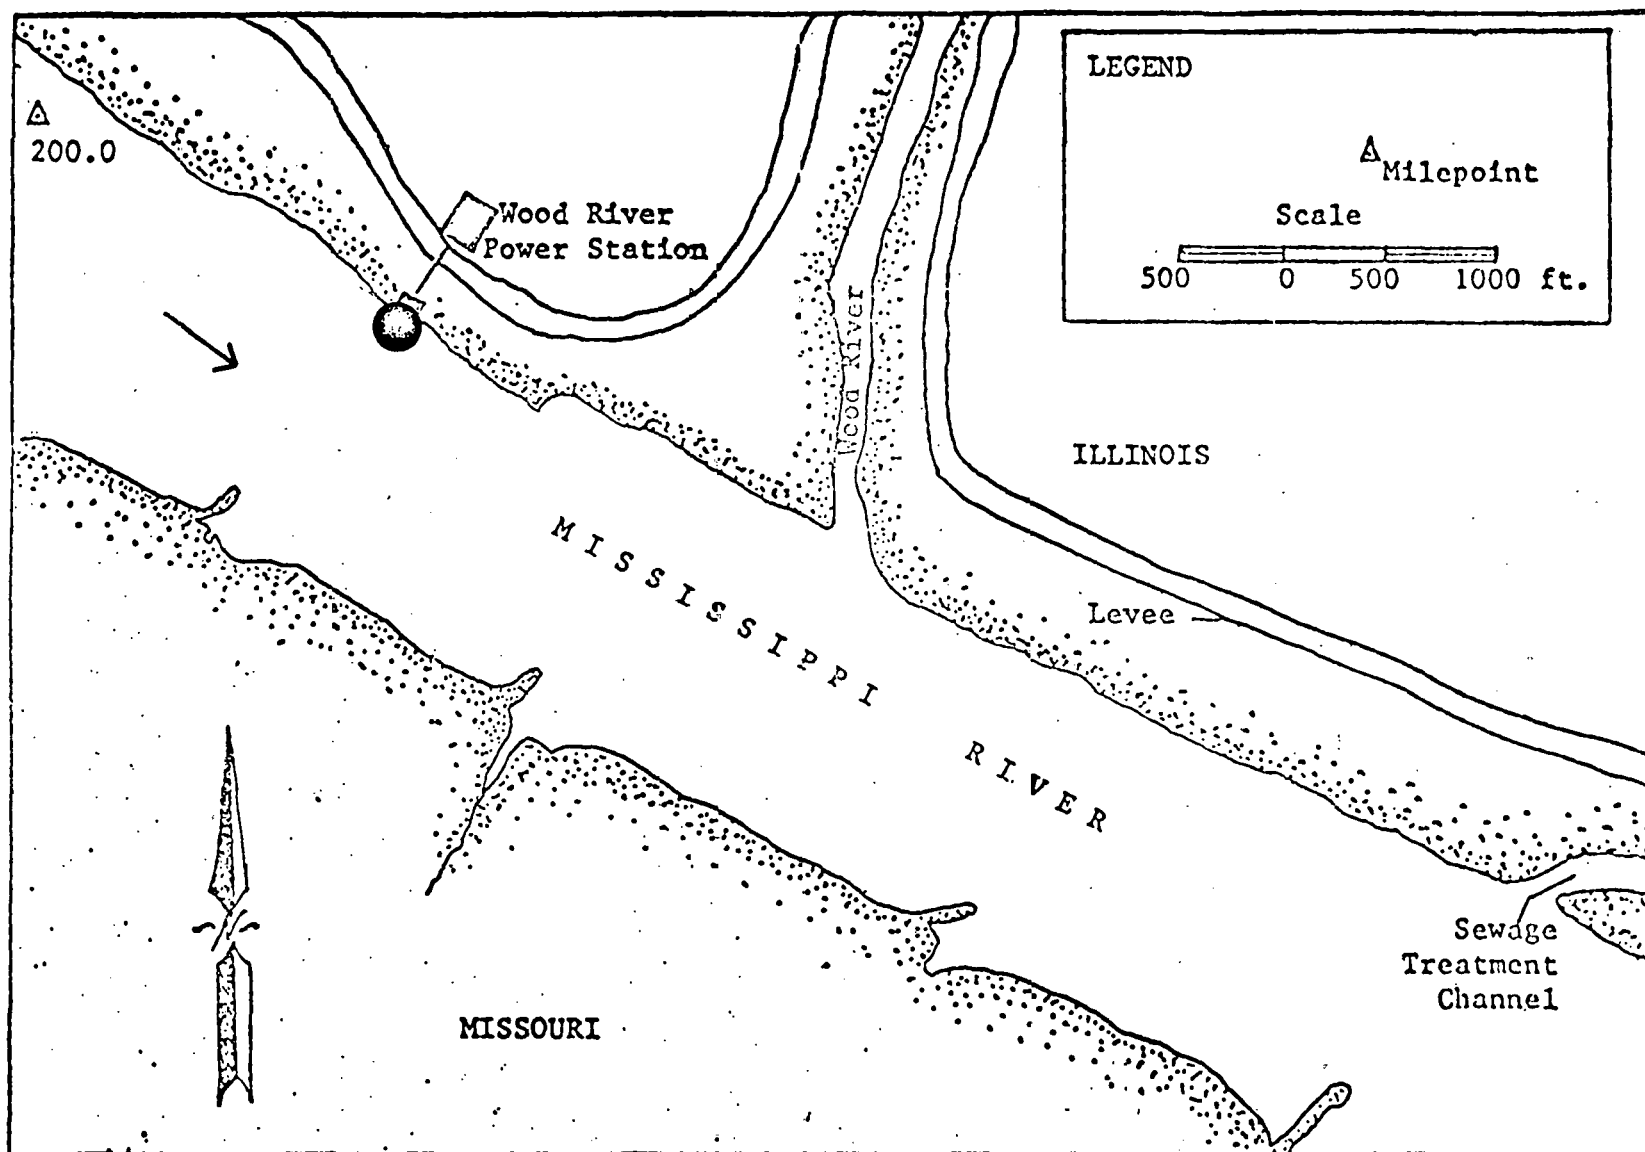 LEGEND
Milepoint
Scale
500 0 500 1000 ft.
200.0
Wood River
Power Station
Wood River
ILLINOIS
MISSISSIPPI RIVER
Levee
Sewage
Treatment
Channel
MISSOURI